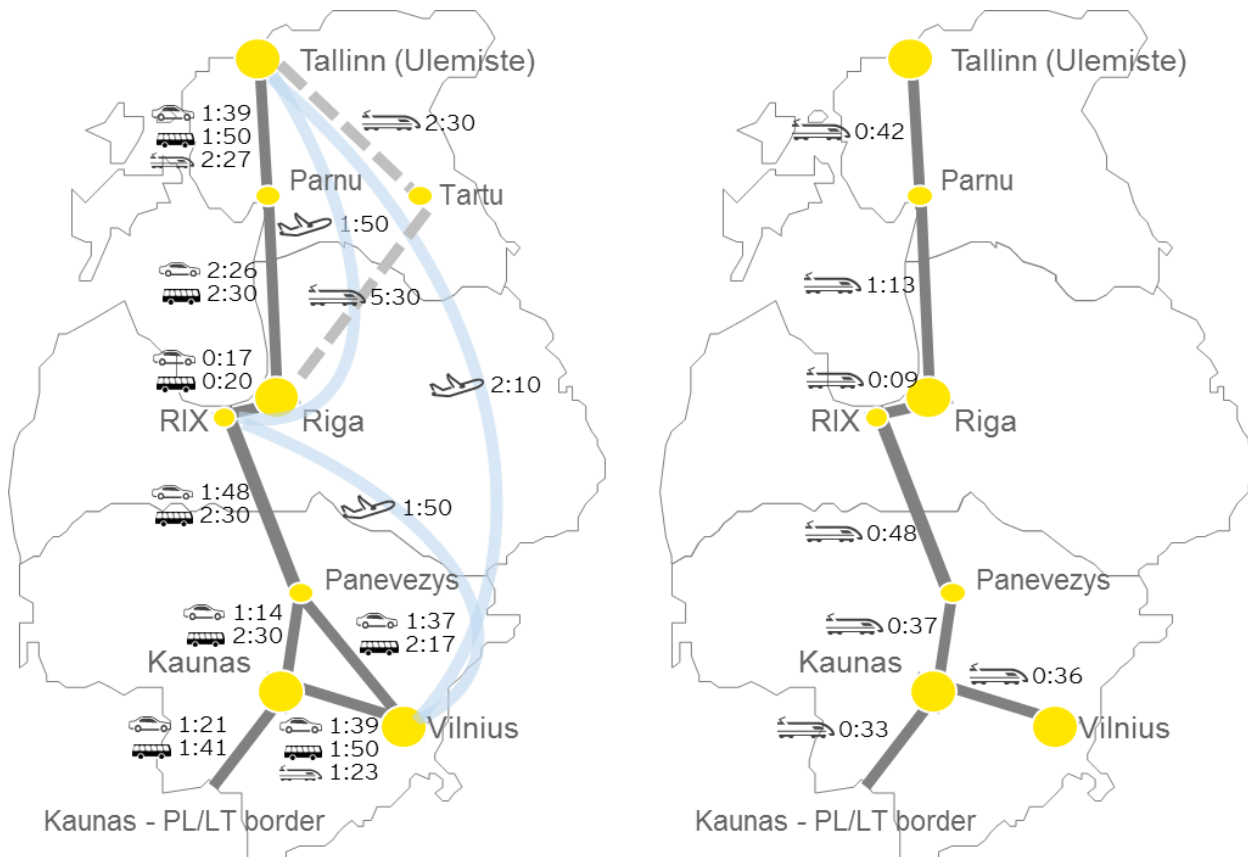 Tallinn (Ulemiste)
1:39
1:50
2:27
2:30
Parnu
Tartu
1:50
2:26
2:30
5:30
0:17
0:20
2:10
RIX
Riga
1:48
2:30
1:50
Panevezys
1:14
2:30
1:37
2:17
Kaunas
1:21
1:41
1:39
1:50
1:23
Vilnius
Kaunas - PL/LT border
Tallinn (Ulemiste)
0:42
Parnu
1:13
0:09
RIX
Riga
0:48
Panevezys
0:37
Kaunas
0:36
0:33
Vilnius
Kaunas - PL/LT border